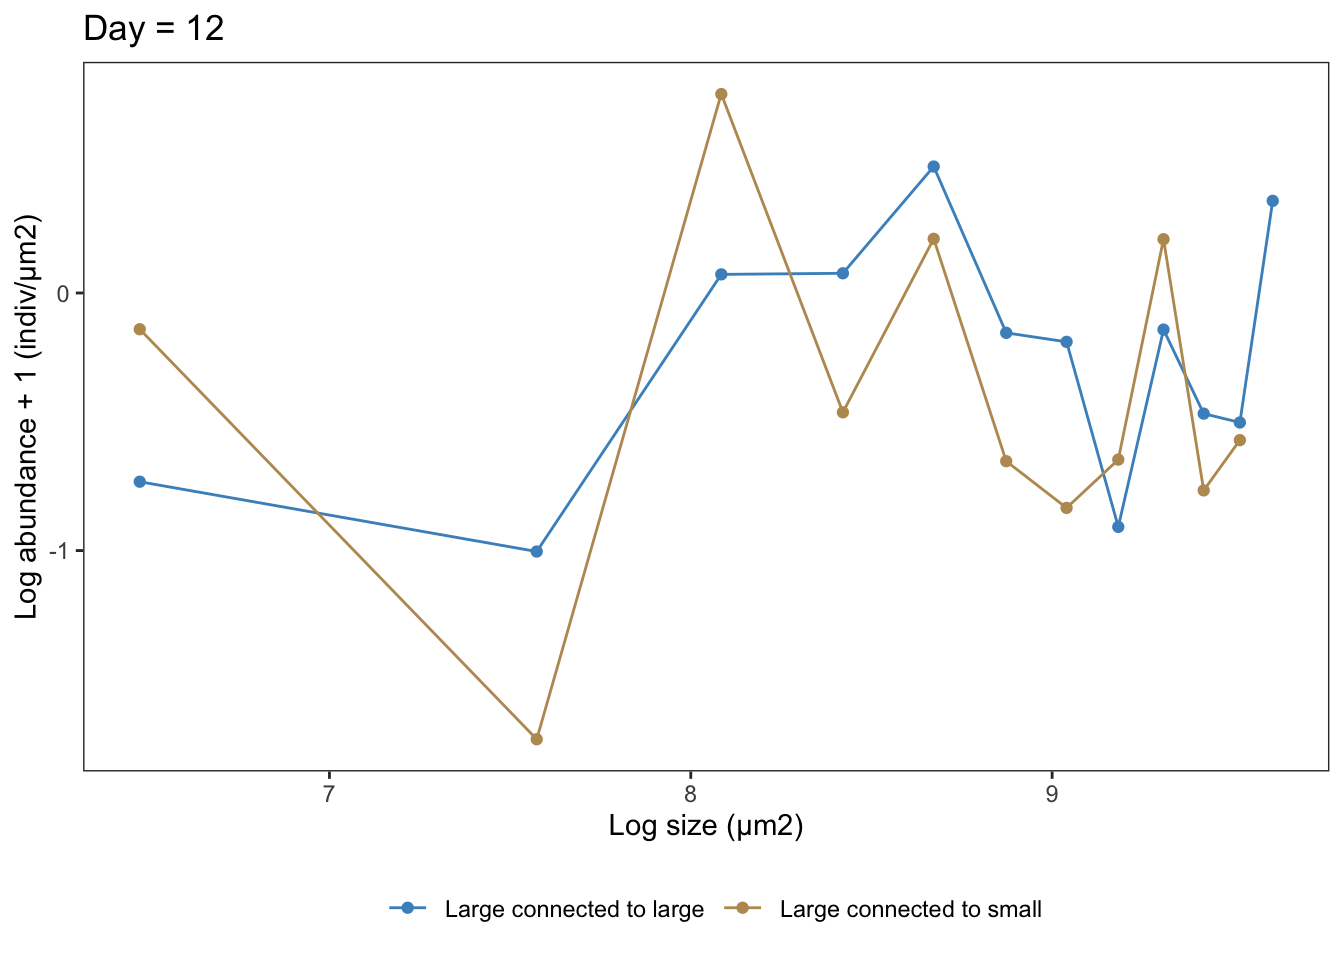 Day = 12
Log abundance + 1 (indiv/µm2)
0
-1
7 8 9
Log size (µm2)
Large connected to large Large connected to small